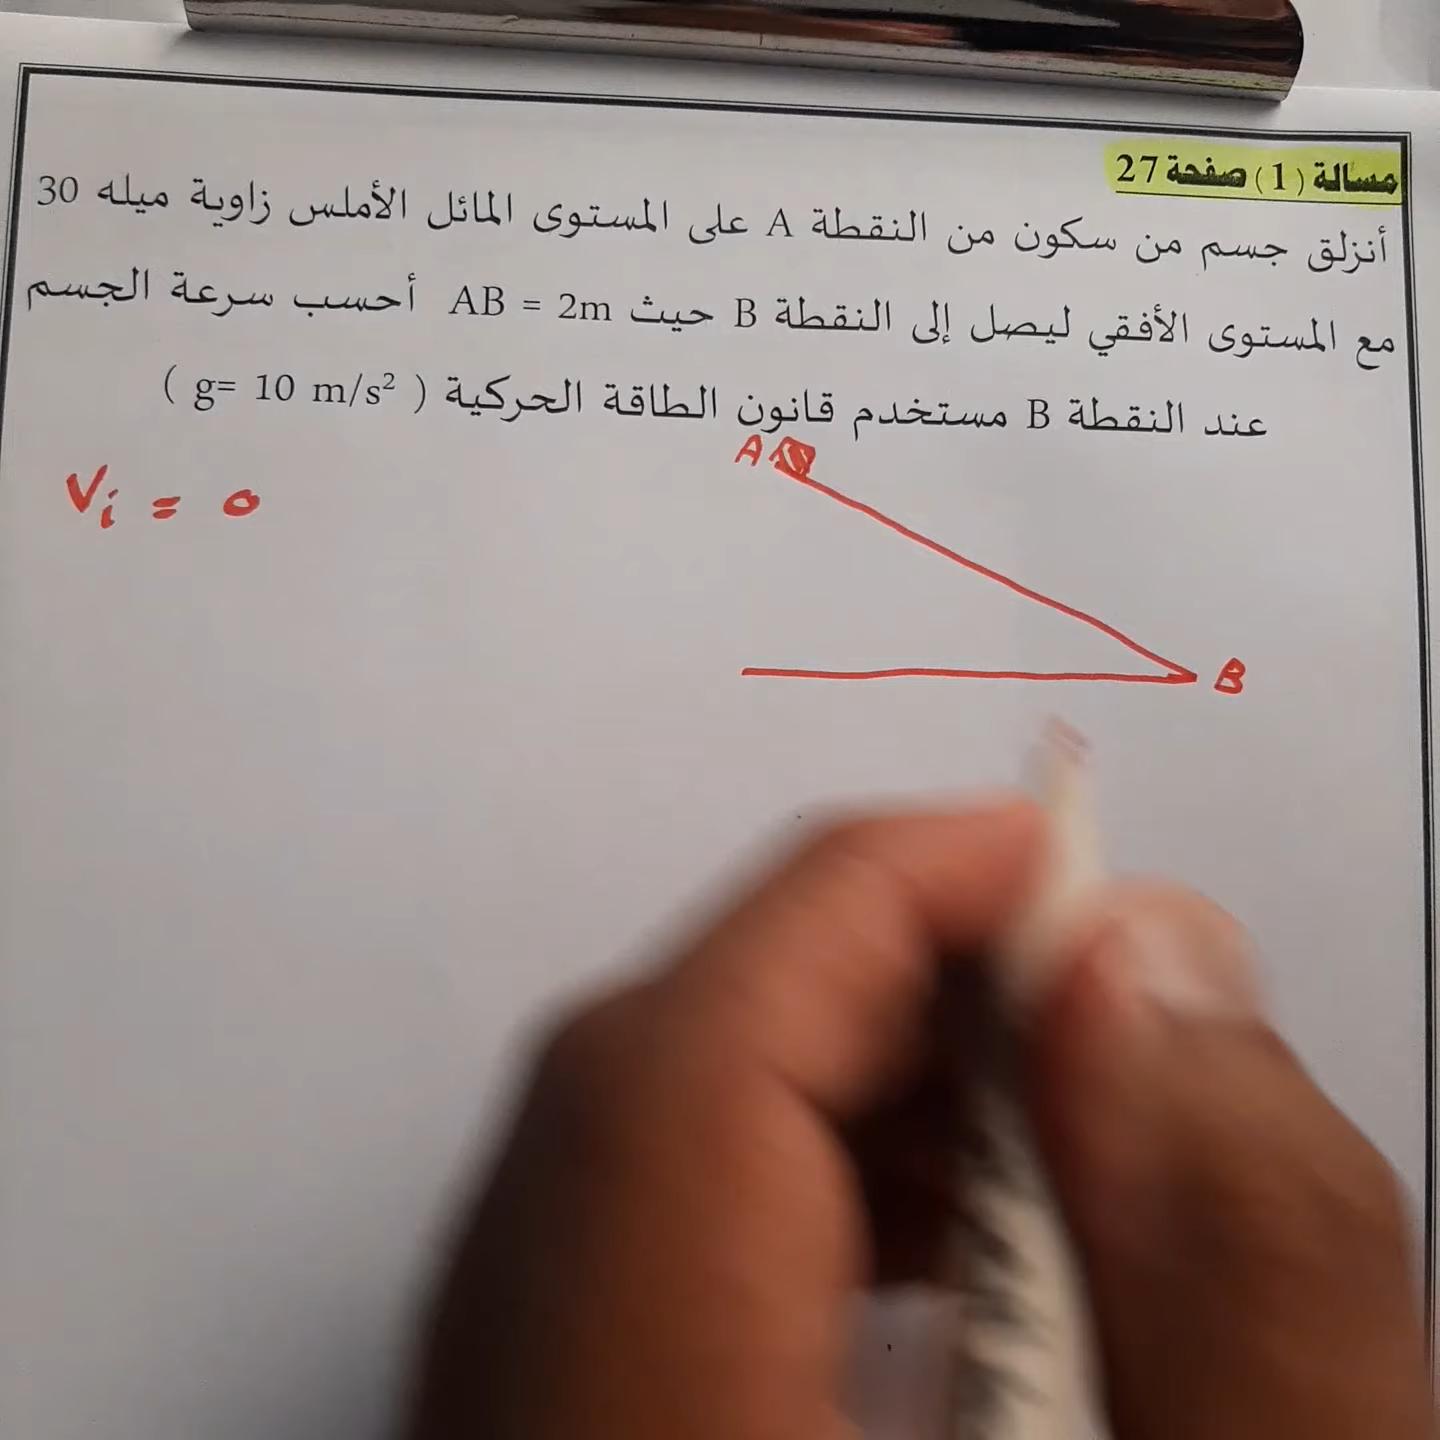 مسالة (1) صفحة 27
أنزلق جسم من سكون من النقطة A على المستوى المائل الأملس زاوية ميله 30
مع المستوى الأفقي ليصل إلى النقطة B حيث AB = 2m أحسب سرعة الجسم
عند النقطة B مستخدم قانون الطاقة الحركية ( g= 10 m/s² )
A
Vi = 0
B